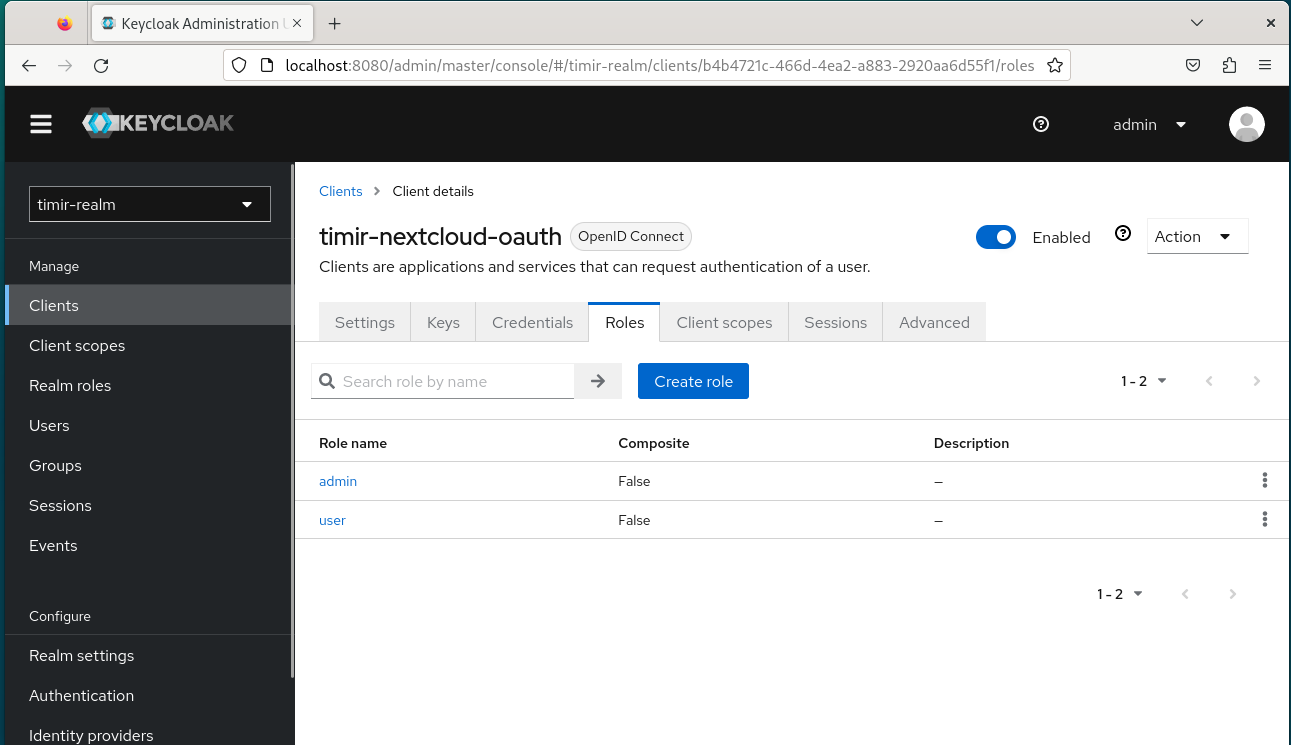 Keycloak Administration
localhost:8080/admin/master/console/#/timir-realm/clients/b4b4721c-466d-4ea2-a883-2920aa6d55f1/roles
KEYCLOAK
admin
timir-realm
Manage
Clients
Client scopes
Realm roles
Users
Groups
Sessions
Events
Configure
Realm settings
Authentication
Identity providers
Clients > Client details
timir-nextcloud-oauth OpenID Connect
Enabled
Action
Clients are applications and services that can request authentication of a user.
Settings Keys Credentials Roles Client scopes Sessions Advanced
Search role by name Create role 1 - 2
Role name Composite Description
admin False —
user False —
1 - 2